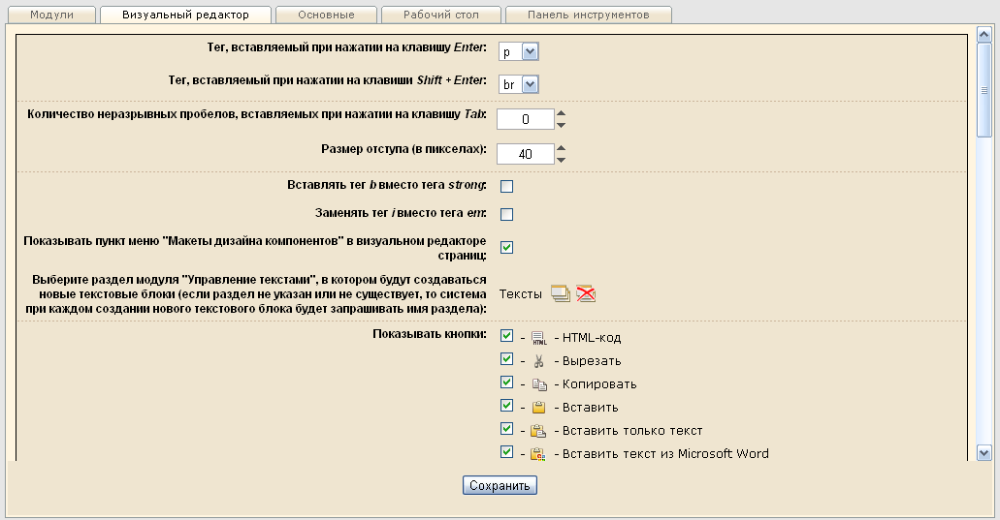 Модули
Визуальный редактор
Основные
Рабочий стол
Панель инструментов
Тег, вставляемый при нажатии на клавишу Enter:
p
Тег, вставляемый при нажатии на клавиши Shift + Enter:
br
Количество неразрывных пробелов, вставляемых при нажатии на клавишу Tab:
0
Размер отступа (в пикселах):
40
Вставлять тег b вместо тега strong:
Заменять тег i вместо тега em:
Показывать пункт меню "Макеты дизайна компонентов" в визуальном редакторе
страниц:
Выберите раздел модуля "Управление текстами", в котором будут создаваться
новые текстовые блоки (если раздел не указан или не существует, то система
при каждом создании нового текстового блока будет запрашивать имя раздела):
Тексты
Показывать кнопки:
- HTML - HTML-код
- - Вырезать
- - Копировать
- - Вставить
- - Вставить только текст
- - Вставить текст из Microsoft Word
Сохранить